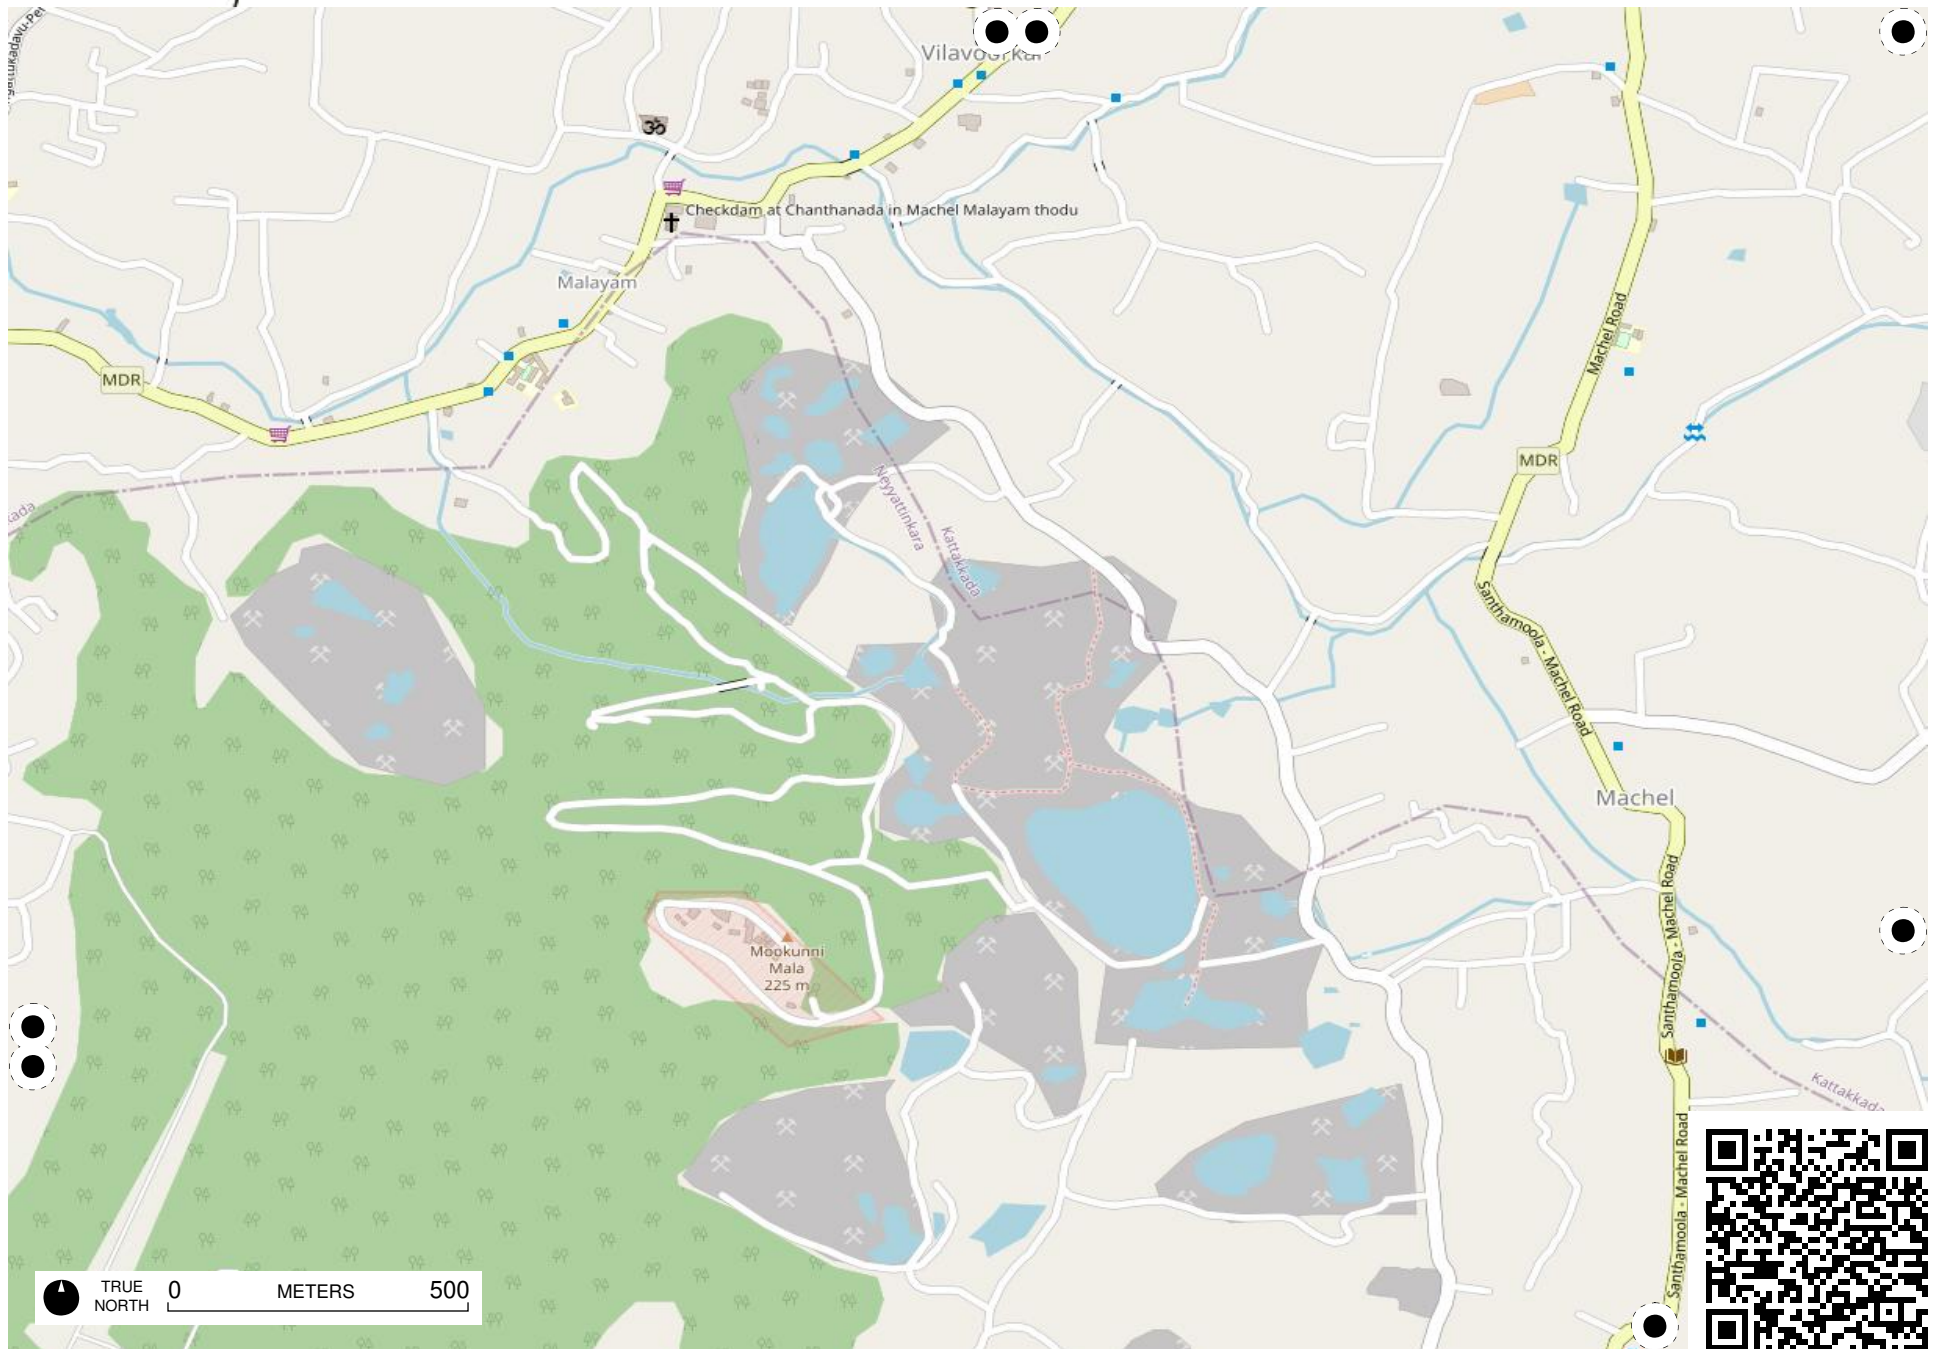 Vilavoorkal
ॐ
Checkdam at Chanthanada in Machel Malayam thodu
Malayam
MDR
Machel Road
MDR
Neyyattinkara
Kattakkada
Santhamoola - Machel Road
Machel
Santhamoola - Machel Road
Mookunni
Mala
225 m
Kattakkada
Santhamoola - Machel Road
TRUE
NORTH
0 METERS 500